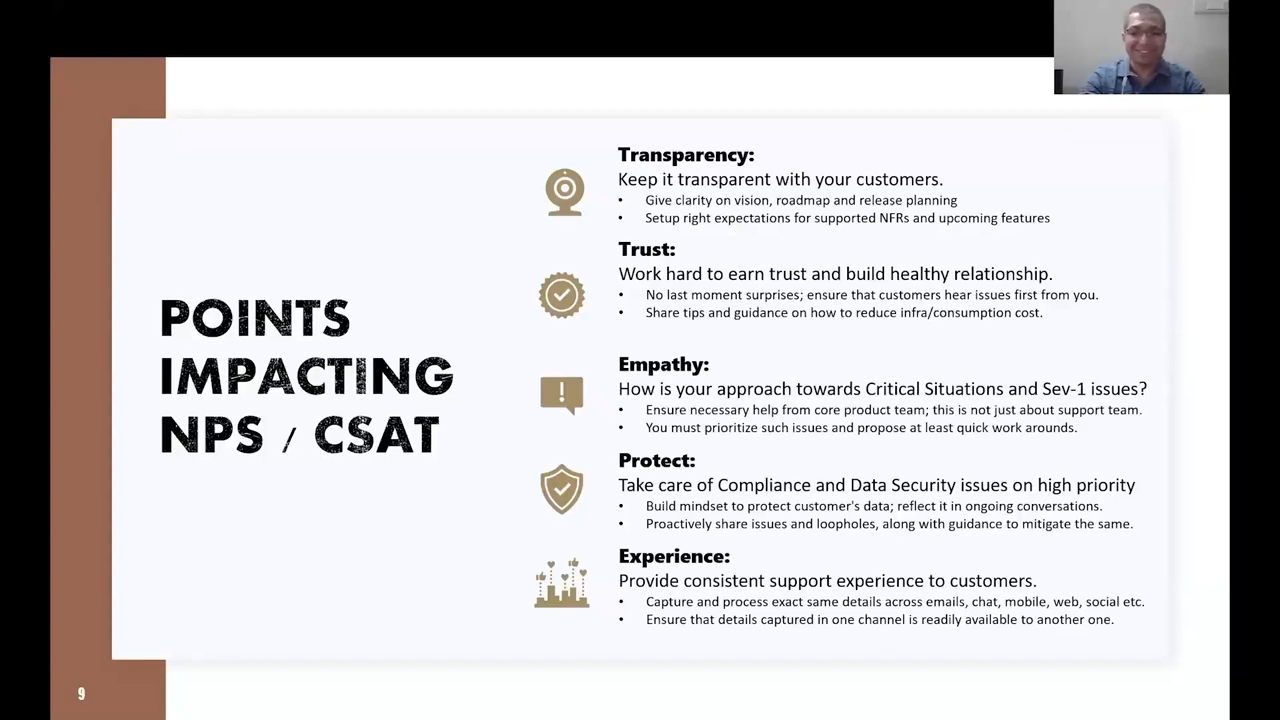 POINTS
IMPACTING
NPS / CSAT
Transparency:
Keep it transparent with your customers.
• Give clarity on vision, roadmap and release planning
• Setup right expectations for supported NFRs and upcoming features
Trust:
Work hard to earn trust and build healthy relationship.
• No last moment surprises; ensure that customers hear issues first from you.
• Share tips and guidance on how to reduce infra/consumption cost.
Empathy:
How is your approach towards Critical Situations and Sev-1 issues?
• Ensure necessary help from core product team; this is not just about support team.
• You must prioritize such issues and propose at least quick work arounds.
Protect:
Take care of Compliance and Data Security issues on high priority
• Build mindset to protect customer's data; reflect it in ongoing conversations.
• Proactively share issues and loopholes, along with guidance to mitigate the same.
Experience:
Provide consistent support experience to customers.
• Capture and process exact same details across emails, chat, mobile, web, social etc.
• Ensure that details captured in one channel is readily available to another one.
9